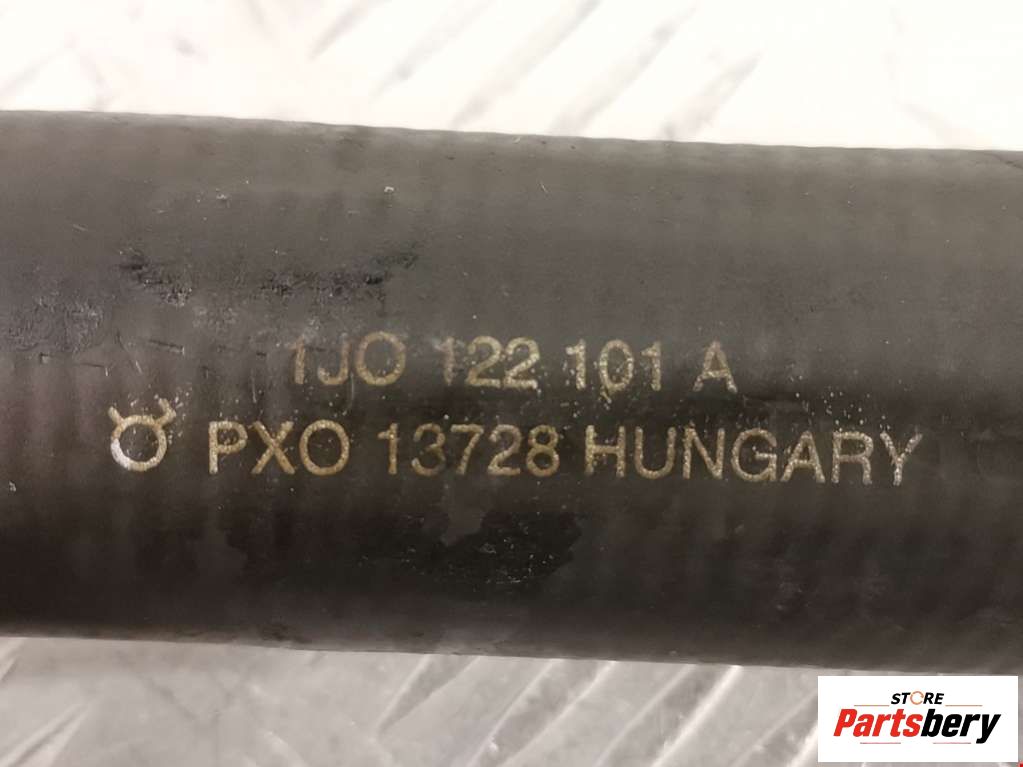 1JO 122 101 A
PXO 13728 HUNGARY
STORE
Partsbery